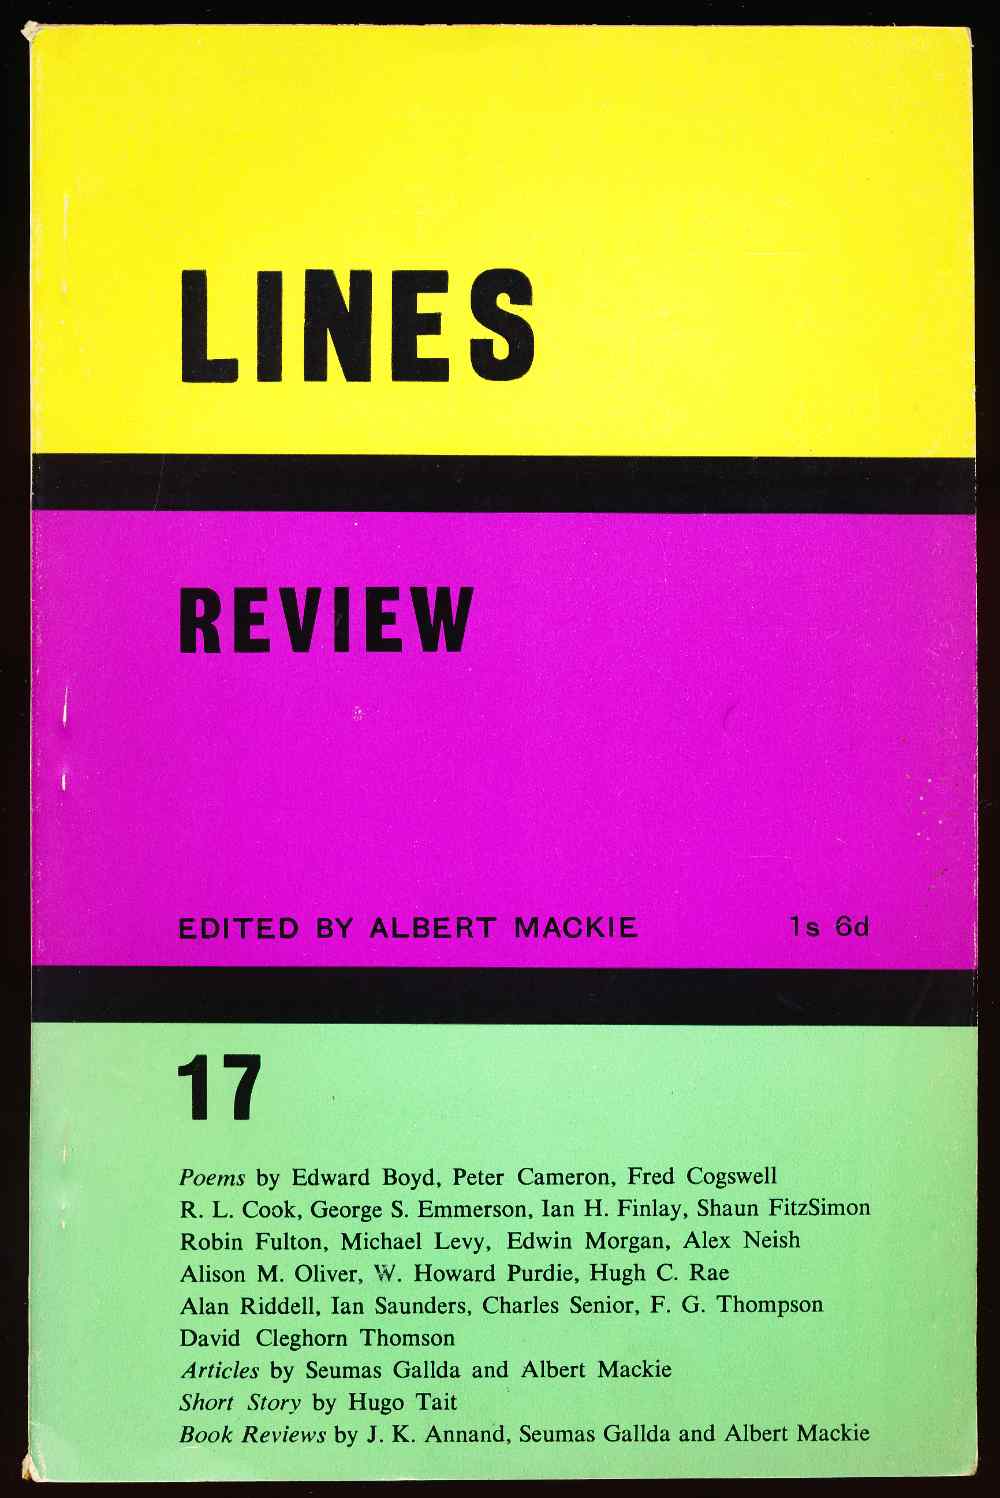 LINES
REVIEW
EDITED BY ALBERT MACKIE 1s 6d
17
Poems by Edward Boyd, Peter Cameron, Fred Cogswell
R. L. Cook, George S. Emmerson, Ian H. Finlay, Shaun FitzSimon
Robin Fulton, Michael Levy, Edwin Morgan, Alex Neish
Alison M. Oliver, W. Howard Purdie, Hugh C. Rae
Alan Riddell, Ian Saunders, Charles Senior, F. G. Thompson
David Cleghorn Thomson
Articles by Seumas Gallda and Albert Mackie
Short Story by Hugo Tait
Book Reviews by J. K. Annand, Seumas Gallda and Albert Mackie